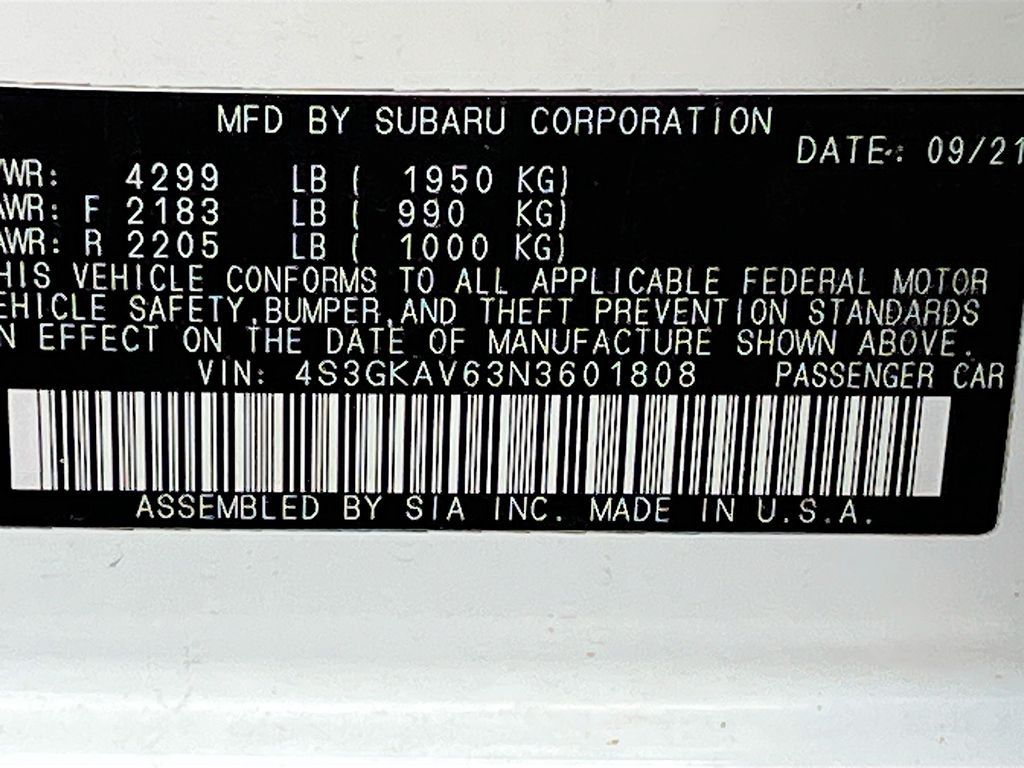 MFD BY SUBARU CORPORATION
DATE: 09/21
VWR: 4299 LB ( 1950 KG)
AWR: F 2183 LB ( 990 KG)
AWR: R 2205 LB ( 1000 KG)
HIS VEHICLE CONFORMS TO ALL APPLICABLE FEDERAL MOTOR
EHICLE SAFETY,BUMPER,AND THEFT PREVENTION STANDARDS
N EFFECT ON THE DATE OF MANUFACTURE SHOWN ABOVE.
VIN: 4S3GKAV63N3601808 PASSENGER CAR
ASSEMBLED BY SIA INC. MADE IN U.S.A.